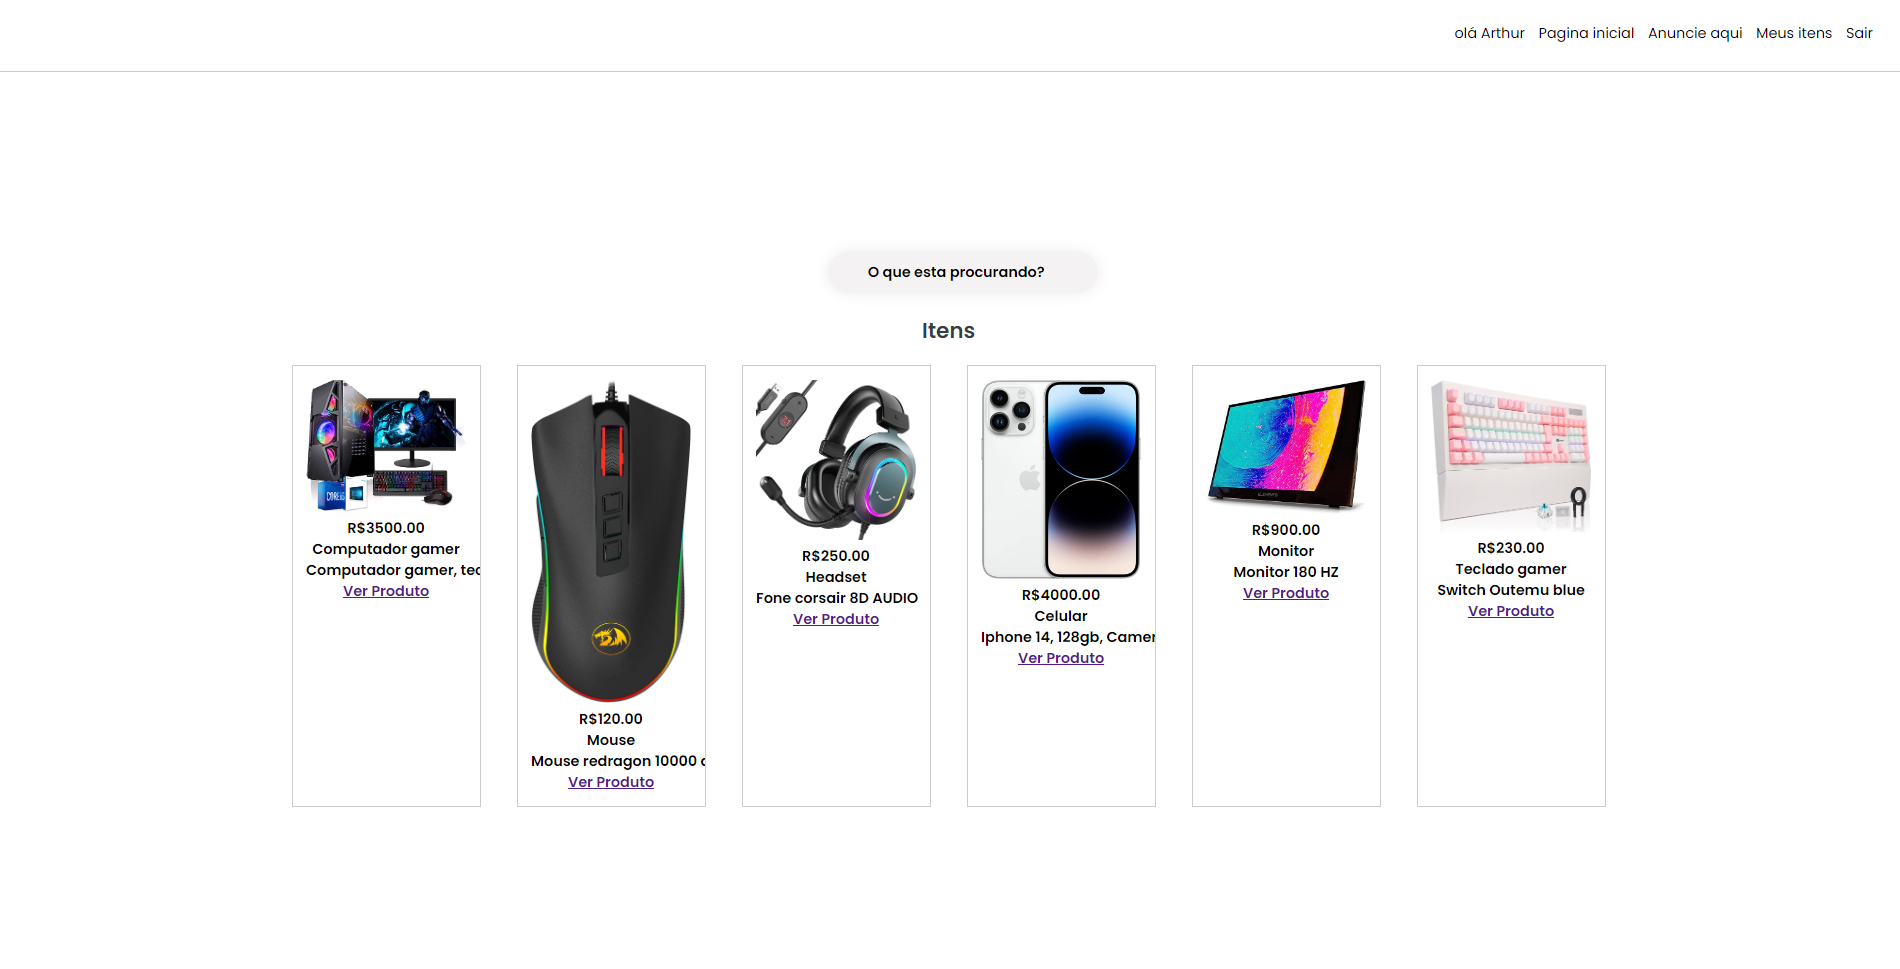 olá Arthur Pagina inicial Anuncie aqui Meus itens Sair
O que esta procurando?
Itens
R$3500.00
Computador gamer
Computador gamer, tec
Ver Produto
R$120.00
Mouse
Mouse redragon 10000 d
Ver Produto
R$250.00
Headset
Fone corsair 8D AUDIO
Ver Produto
R$4000.00
Celular
Iphone 14, 128gb, Camer
Ver Produto
R$900.00
Monitor
Monitor 180 HZ
Ver Produto
R$230.00
Teclado gamer
Switch Outemu blue
Ver Produto